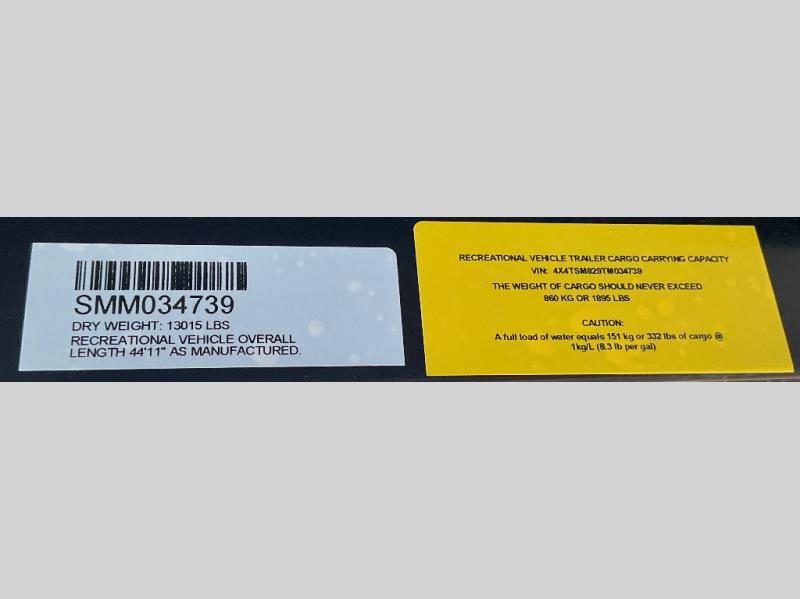 SMM034739
DRY WEIGHT: 13015 LBS
RECREATIONAL VEHICLE OVERALL
LENGTH 44'11" AS MANUFACTURED.
RECREATIONAL VEHICLE TRAILER CARGO CARRYING CAPACITY
VIN: 4X4TSM829TM034739
THE WEIGHT OF CARGO SHOULD NEVER EXCEED
860 KG OR 1895 LBS
CAUTION:
A full load of water equals 151 kg or 332 lbs of cargo @
1kg/L (8.3 lb per gal)